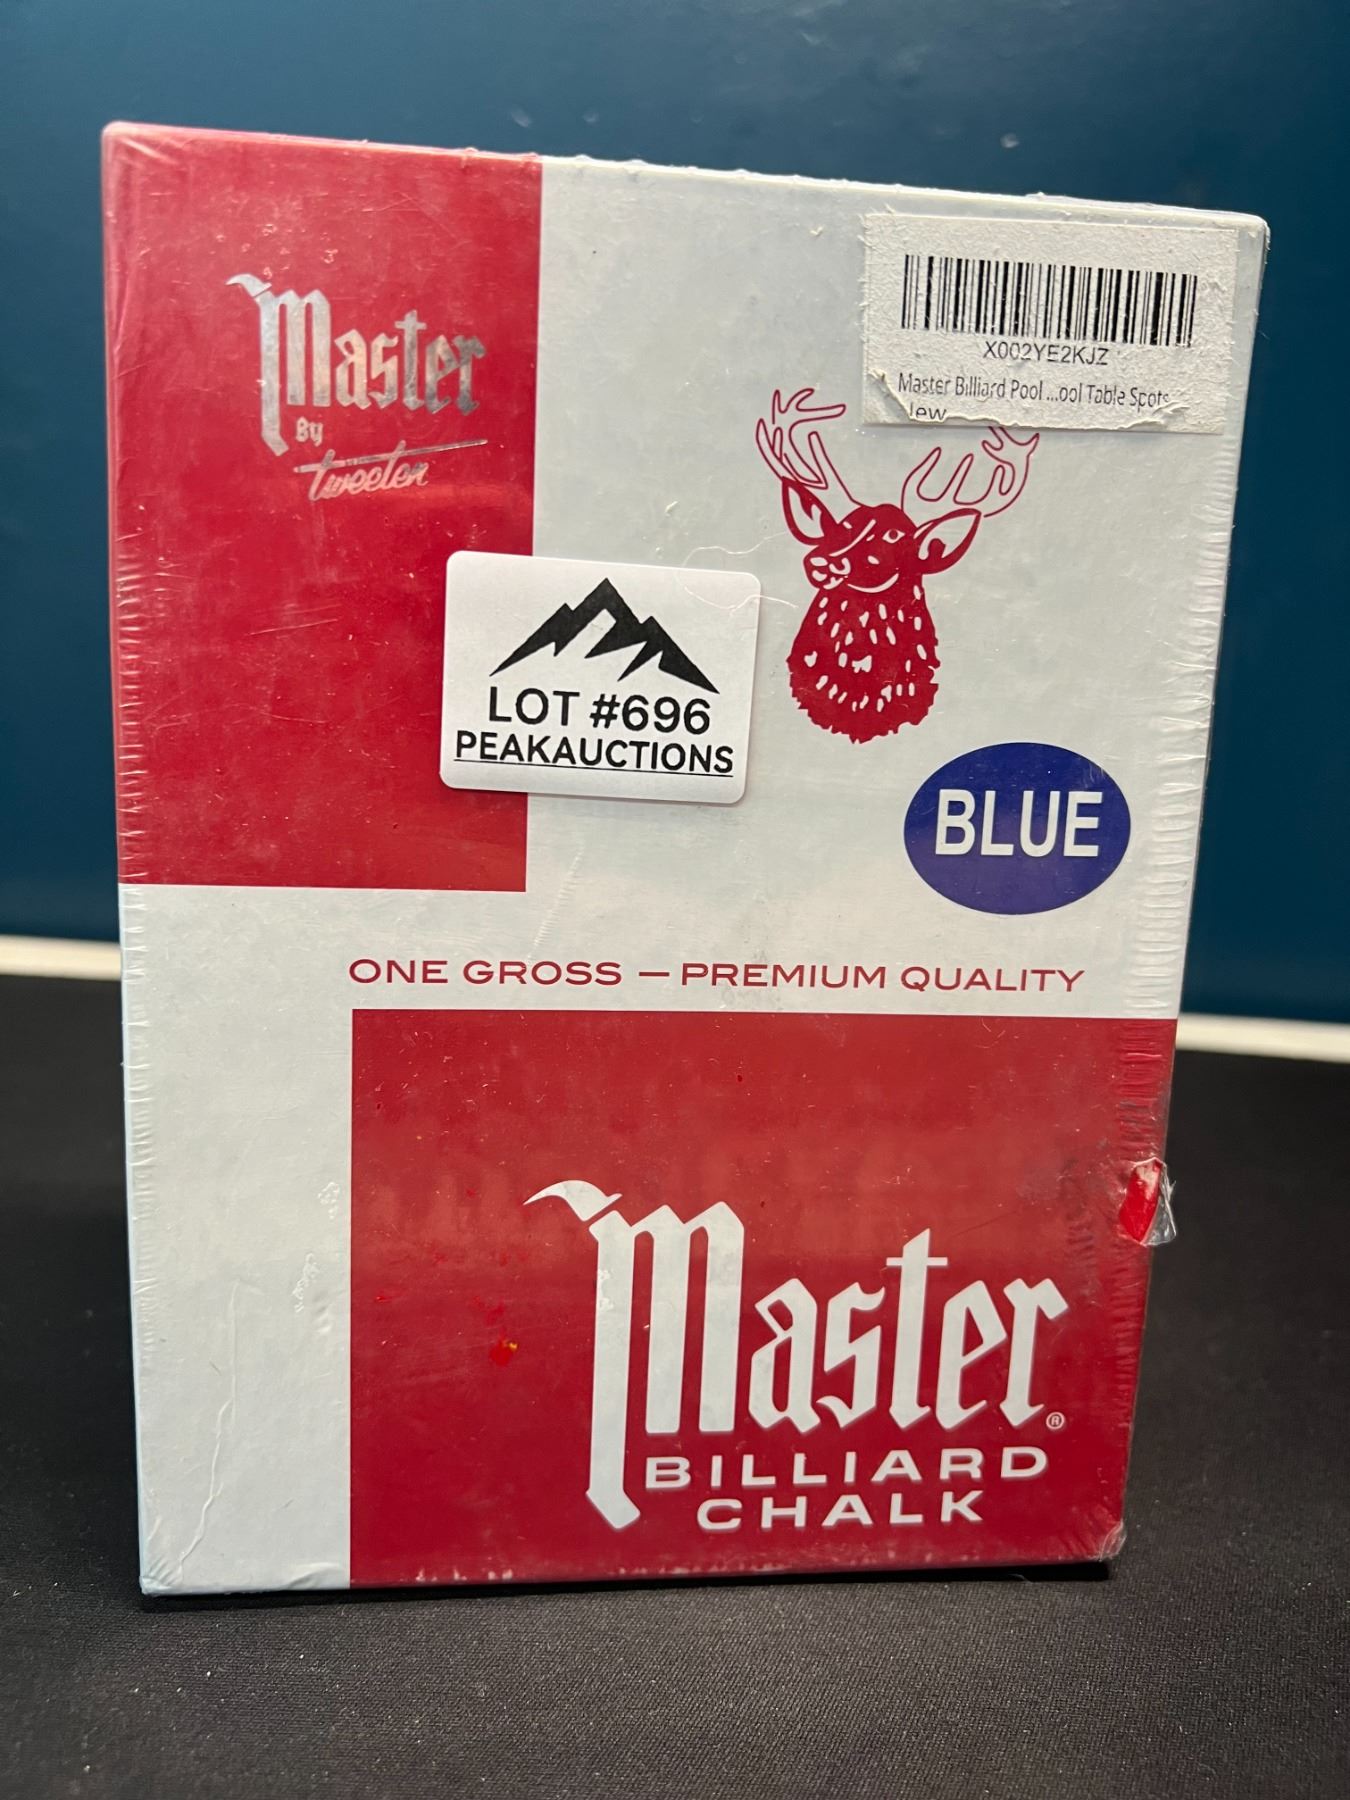 Master
By
tweeten
X002YE2KJZ
Master Billiard Pool ...ool Table Spots
LOT #696
PEAKAUCTIONS
BLUE
ONE GROSS — PREMIUM QUALITY
Master®
BILLIARD
CHALK